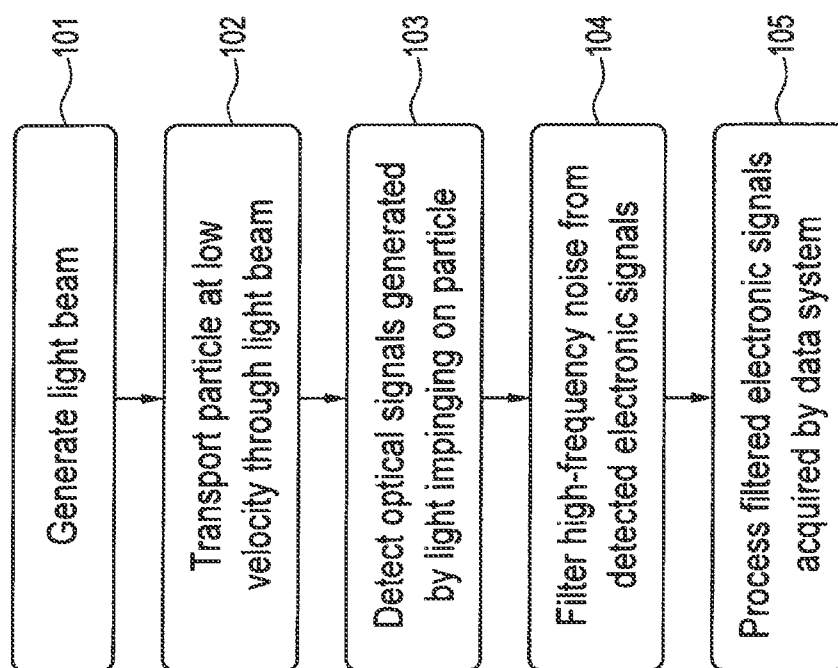 Generate light beam
101
Transport particle at low
velocity through light beam
102
Detect optical signals generated
by light impinging on particle
103
Filter high-frequency noise from
detected electronic signals
104
Process filtered electronic signals
acquired by data system
105